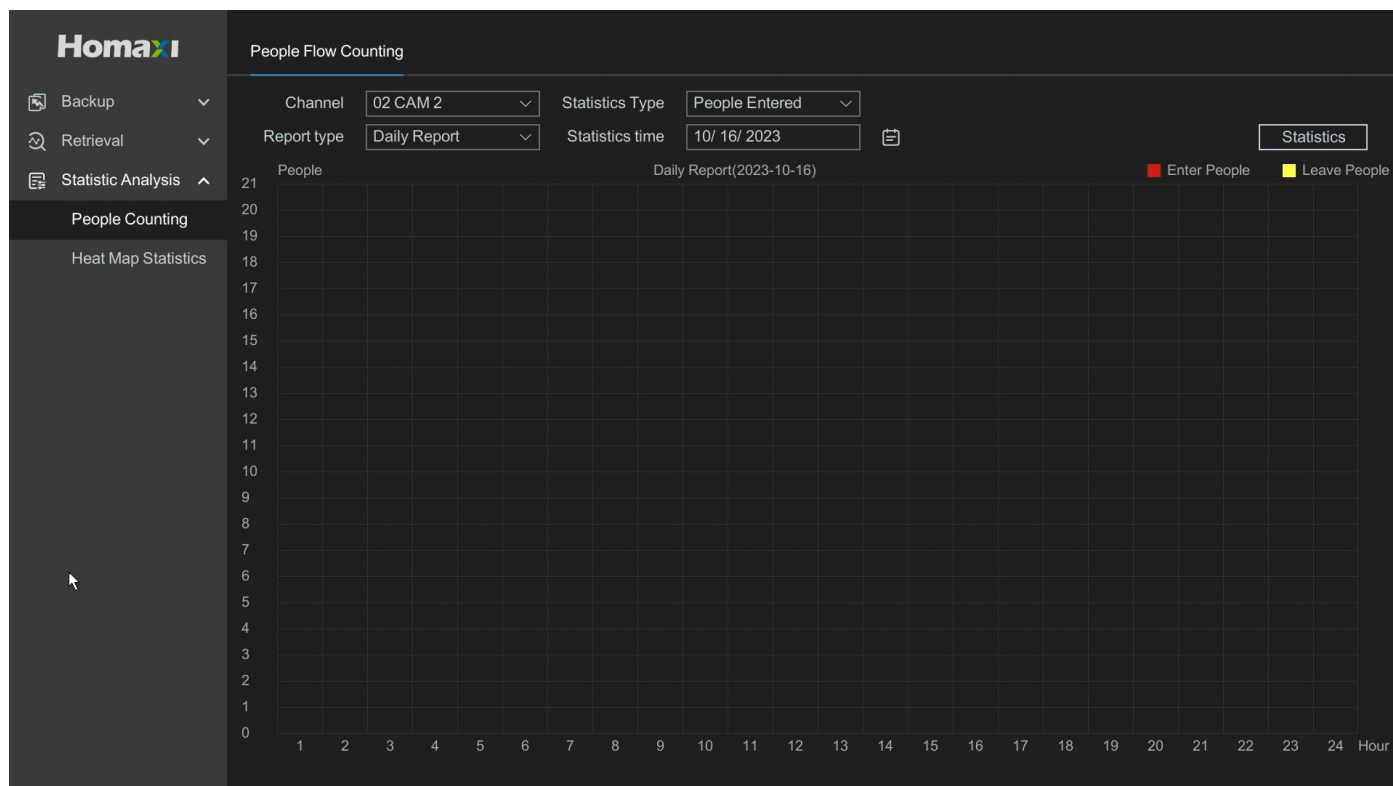 Homaxi
People Flow Counting
Backup
Retrieval
Statistic Analysis
People Counting
Heat Map Statistics
Channel 02 CAM 2 Statistics Type People Entered
Report type Daily Report Statistics time 10/ 16/ 2023 Statistics
People Daily Report(2023-10-16) Enter People Leave People
21
20
19
18
17
16
15
14
13
12
11
10
9
8
7
6
5
4
3
2
1
0
1 2 3 4 5 6 7 8 9 10 11 12 13 14 15 16 17 18 19 20 21 22 23 24 Hour